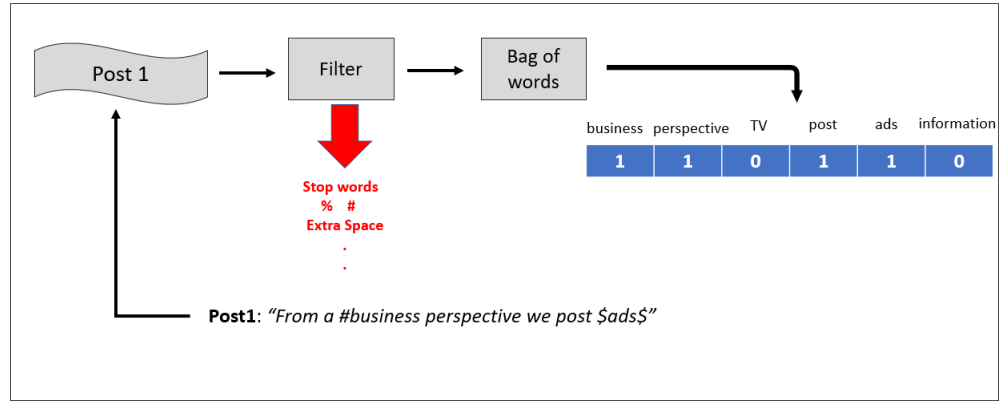 Post 1
Filter
Bag of
words
business perspective TV post ads information
1 1 0 1 1 0
Stop words
% #
Extra Space
.
.
Post1: “From a #business perspective we post $ads$”